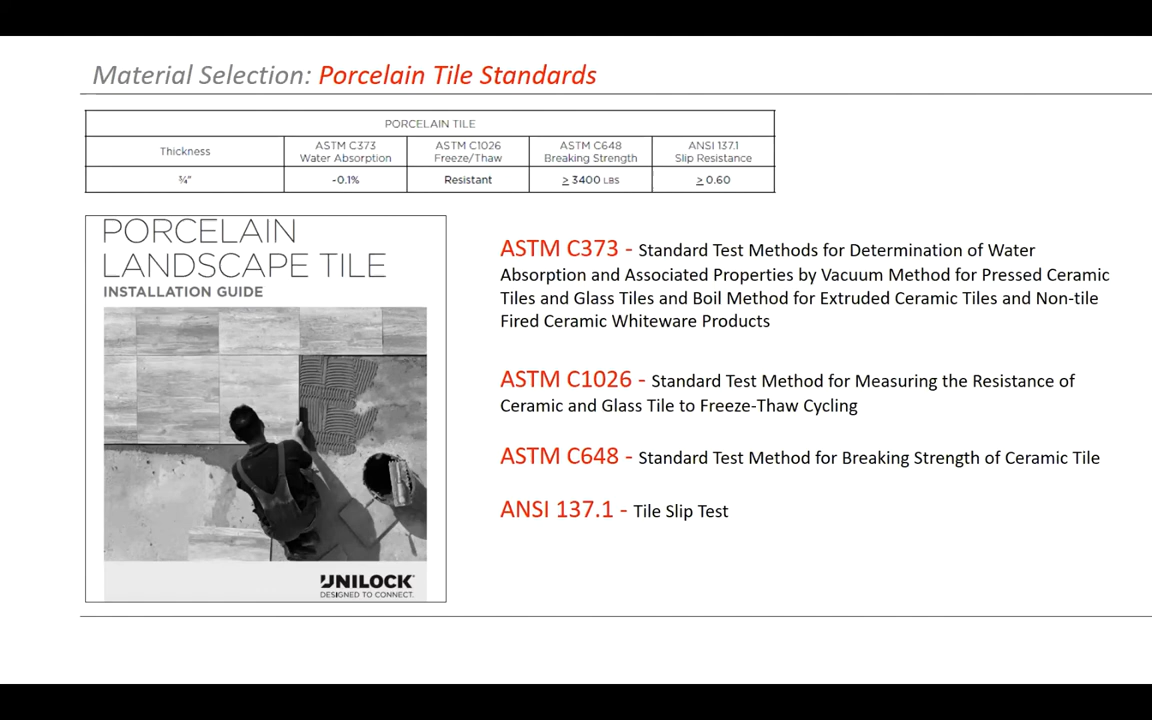 Material Selection: Porcelain Tile Standards
PORCELAIN TILE
Thickness
ASTM C373
Water Absorption
ASTM C1026
Freeze/Thaw
ASTM C648
Breaking Strength
ANSI 137.1
Slip Resistance
¾"
-0.1%
Resistant
≥ 3400 LBS
≥ 0.60
PORCELAIN
LANDSCAPE TILE
INSTALLATION GUIDE
UNILOCK
DESIGNED TO CONNECT.
ASTM C373 - Standard Test Methods for Determination of Water
Absorption and Associated Properties by Vacuum Method for Pressed Ceramic
Tiles and Glass Tiles and Boil Method for Extruded Ceramic Tiles and Non-tile
Fired Ceramic Whiteware Products
ASTM C1026 - Standard Test Method for Measuring the Resistance of
Ceramic and Glass Tile to Freeze-Thaw Cycling
ASTM C648 - Standard Test Method for Breaking Strength of Ceramic Tile
ANSI 137.1 - Tile Slip Test